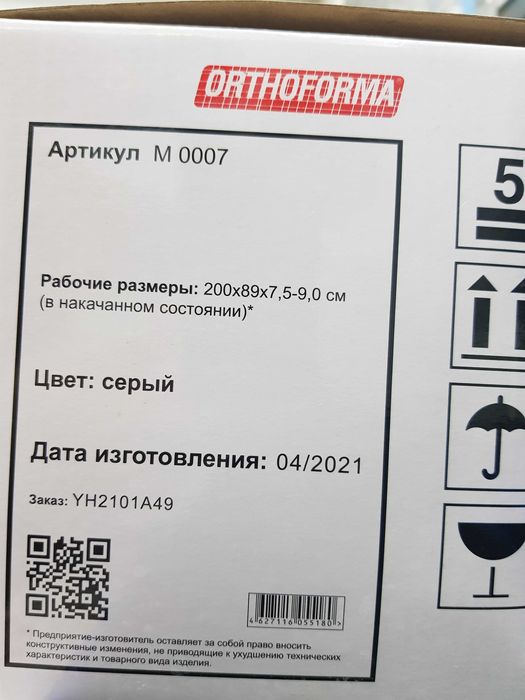 ORTHOFORMA
Артикул M 0007
5
Рабочие размеры: 200x89x7,5-9,0 см
(в накачанном состоянии)*
Цвет: серый
Дата изготовления: 04/2021
Заказ: YH2101A49
4627116055180>
* Предприятие-изготовитель оставляет за собой право вносить
конструктивные изменения, не приводящие к ухудшению технических
характеристик и товарного вида изделия.